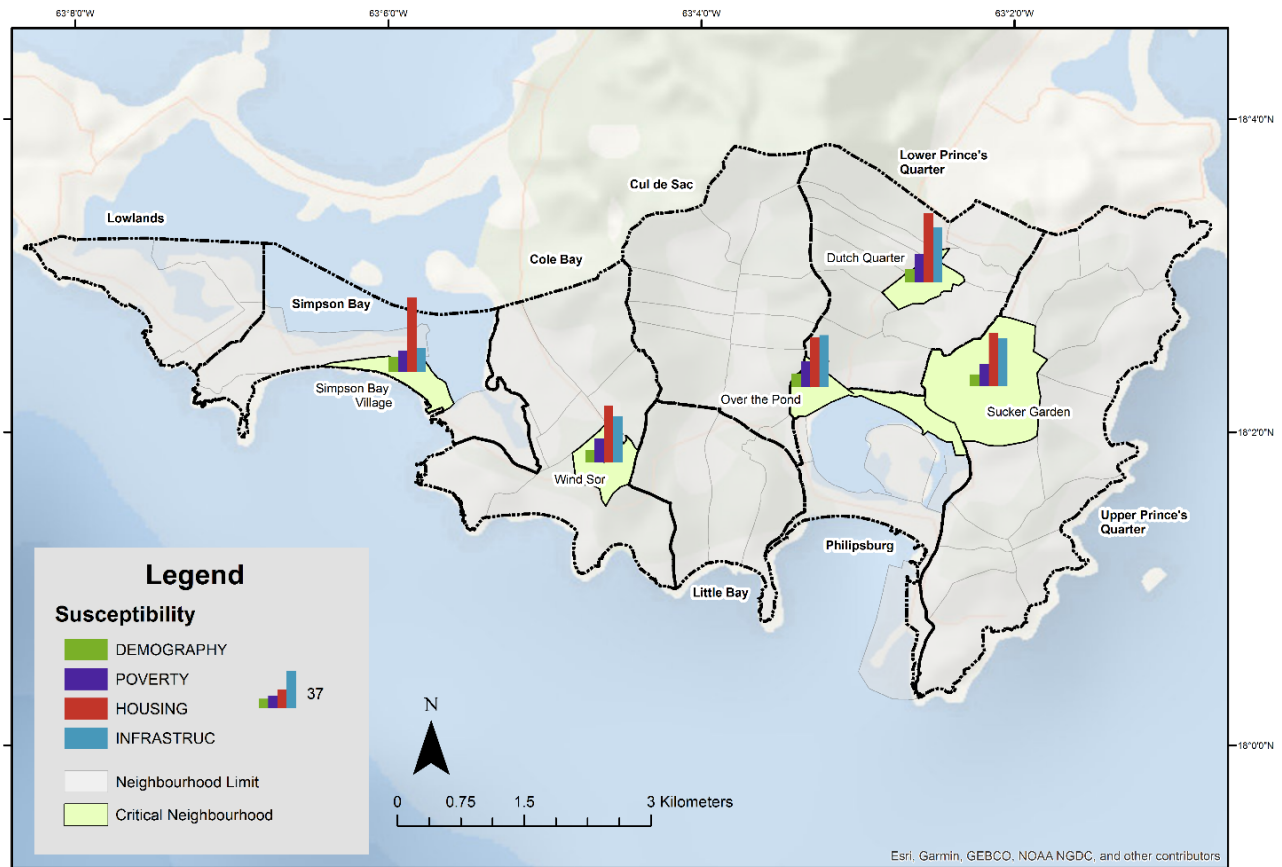 63°8'0"W
63°6'0"W
63°4'0"W
63°2'0"W
18°4'0"N
Lower Prince's
Quarter
Cul de Sac
Lowlands
Dutch Quarter
Cole Bay
Simpson Bay
Simpson Bay
Village
Over the Pond
Sucker Garden
18°2'0"N
Wind Sor
Upper Prince's
Quarter
Philipsburg
Little Bay
Legend
Susceptibility
DEMOGRAPHY
POVERTY
HOUSING
INFRASTRUC
37
Neighbourhood Limit
Critical Neighbourhood
N
0 0.75 1.5 3 Kilometers
18°0'0"N
Esri, Garmin, GEBCO, NOAA NGDC, and other contributors